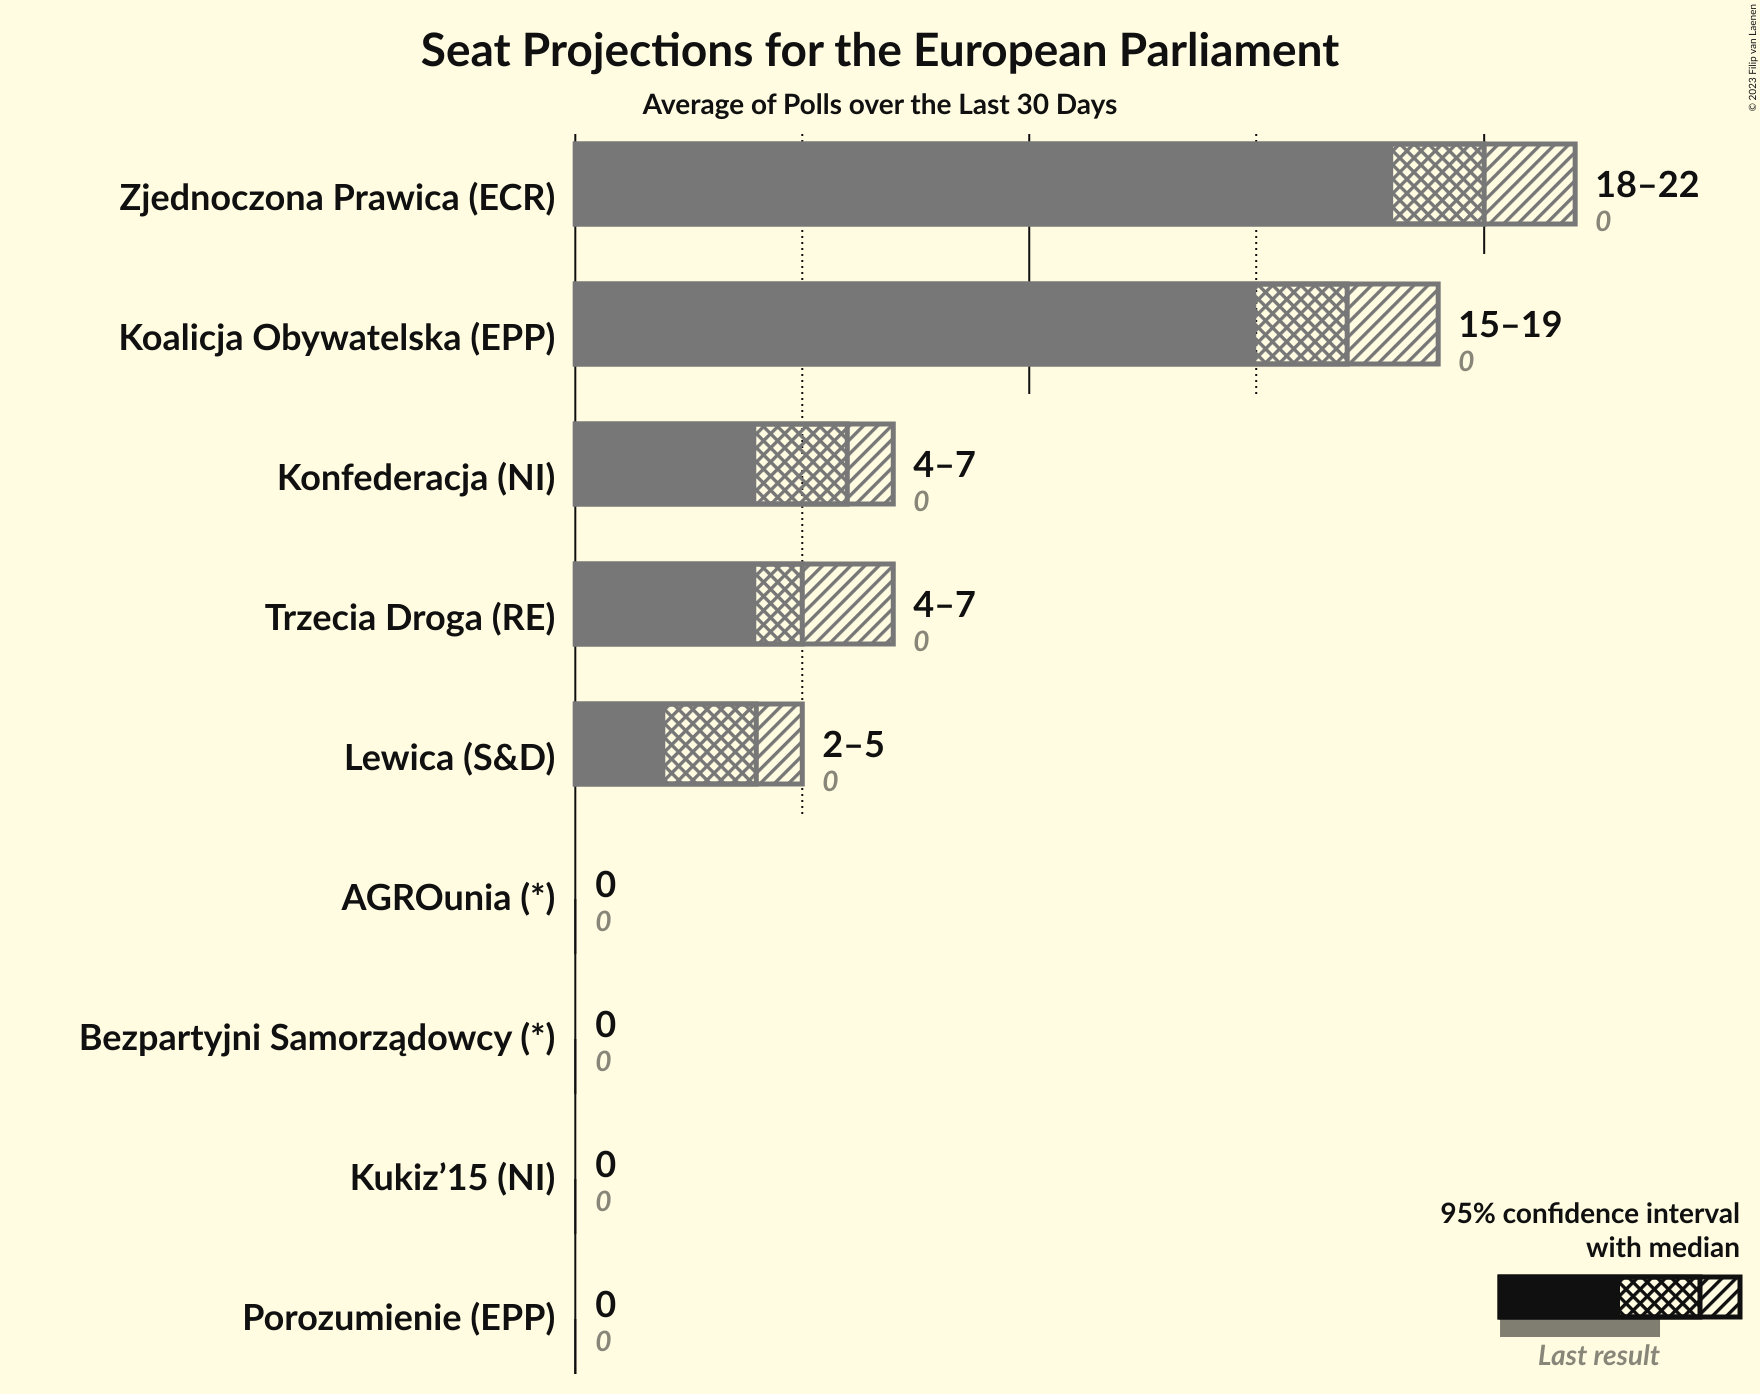 Seat Projections for the European Parliament
Average of Polls over the Last 30 Days
© 2023 Filip van Laenen
Zjednoczona Prawica (ECR)
18–22
0
Koalicja Obywatelska (EPP)
15–19
0
Konfederacja (NI)
4–7
0
Trzecia Droga (RE)
4–7
0
Lewica (S&D)
2–5
0
AGROunia (*)
0
0
Bezpartyjni Samorządowcy (*)
0
0
Kukiz’15 (NI)
0
0
Porozumienie (EPP)
0
0
95% confidence interval
with median
Last result